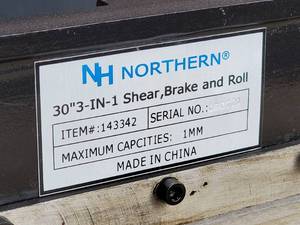 NH NORTHERN®
30"3-IN-1 Shear,Brake and Roll
ITEM#:143342 SERIAL NO.:
MAXIMUM CAPCITIES: 1MM
MADE IN CHINA